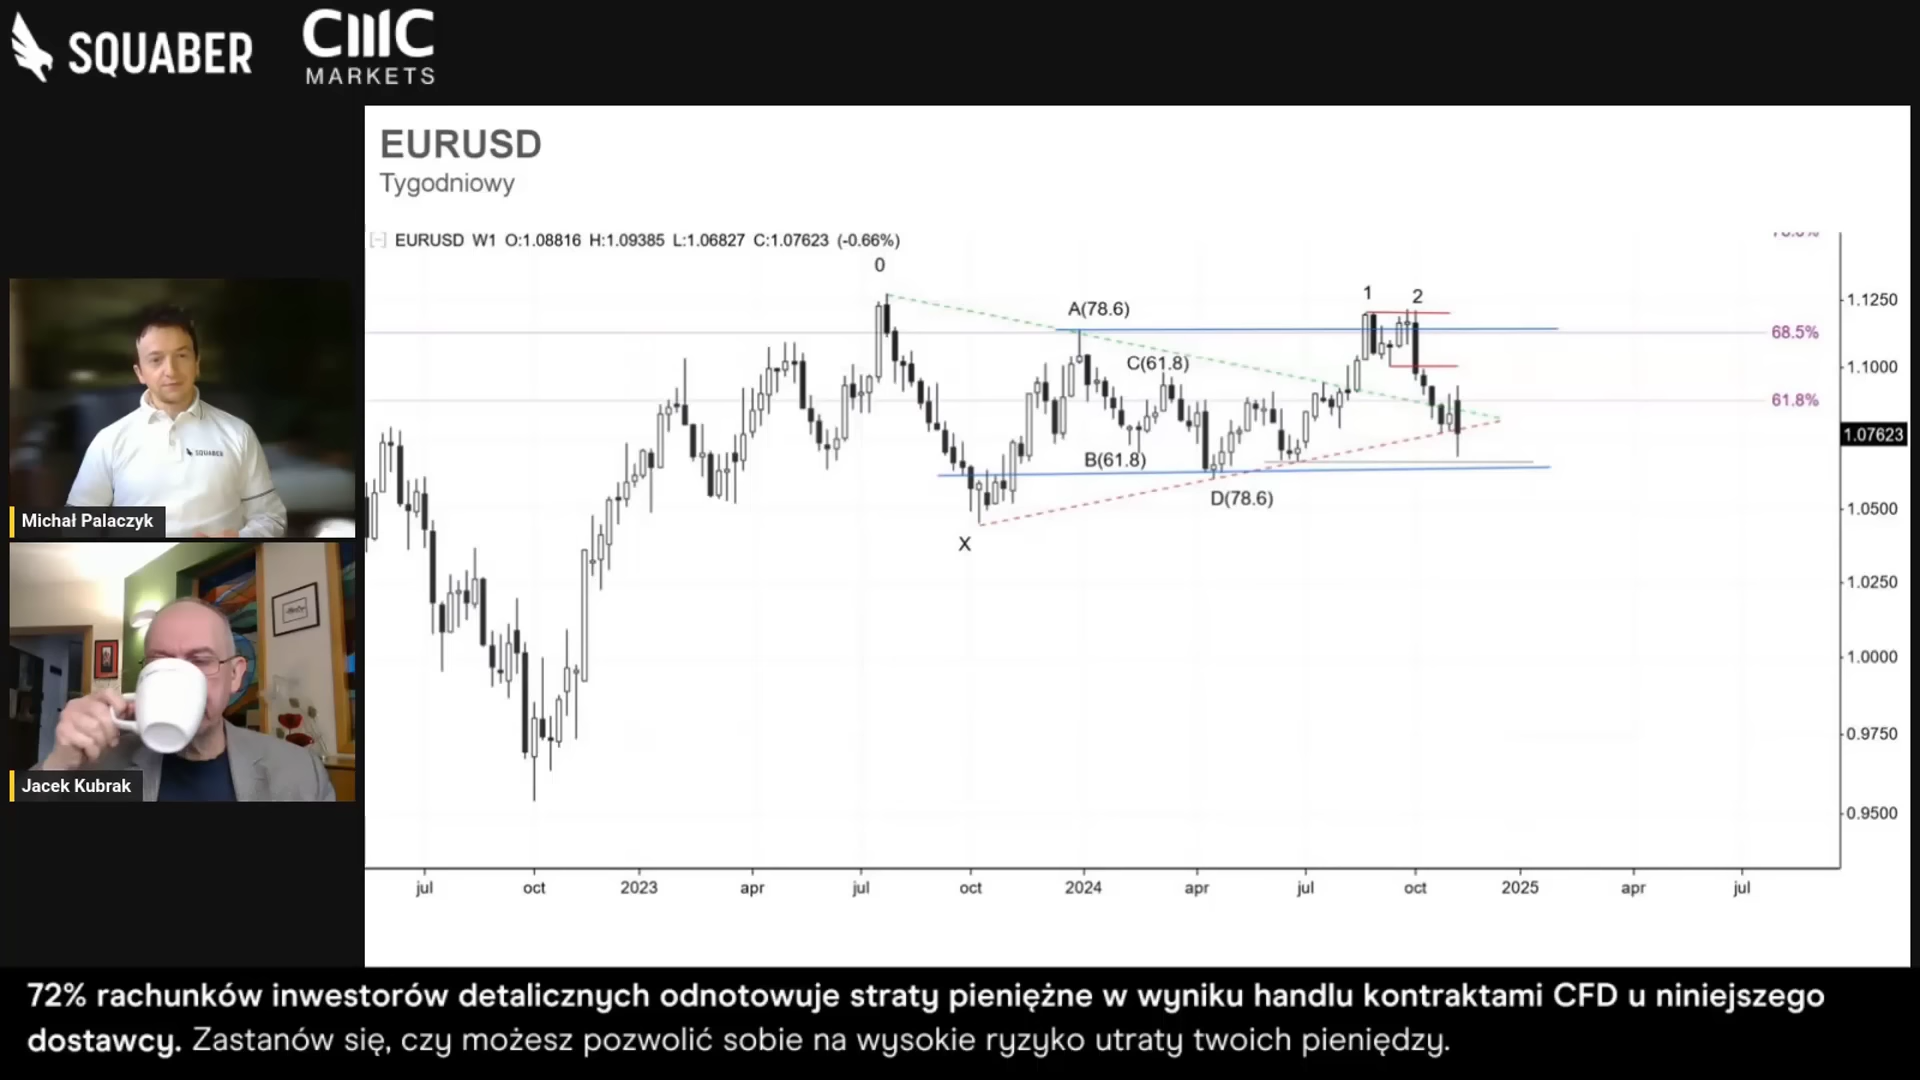 SQUABER
CMC
MARKETS
EURUSD
Tygodniowy
EURUSD W1 O:1.08816 H:1.09385 L:1.06827 C:1.07623 (-0.66%)
0
A(78.6)
C(61.8)
B(61.8)
D(78.6)
X
1
2
68.5%
61.8%
1.1250
1.1000
1.07623
1.0500
1.0250
1.0000
0.9750
0.9500
jul
oct
2023
apr
jul
oct
2024
apr
jul
oct
2025
apr
jul
SQUABER
Michał Palaczyk
Jacek Kubrak
72% rachunków inwestorów detalicznych odnotowuje straty pieniężne w wyniku handlu kontraktami CFD u niniejszego
dostawcy. Zastanów się, czy możesz pozwolić sobie na wysokie ryzyko utraty twoich pieniędzy.